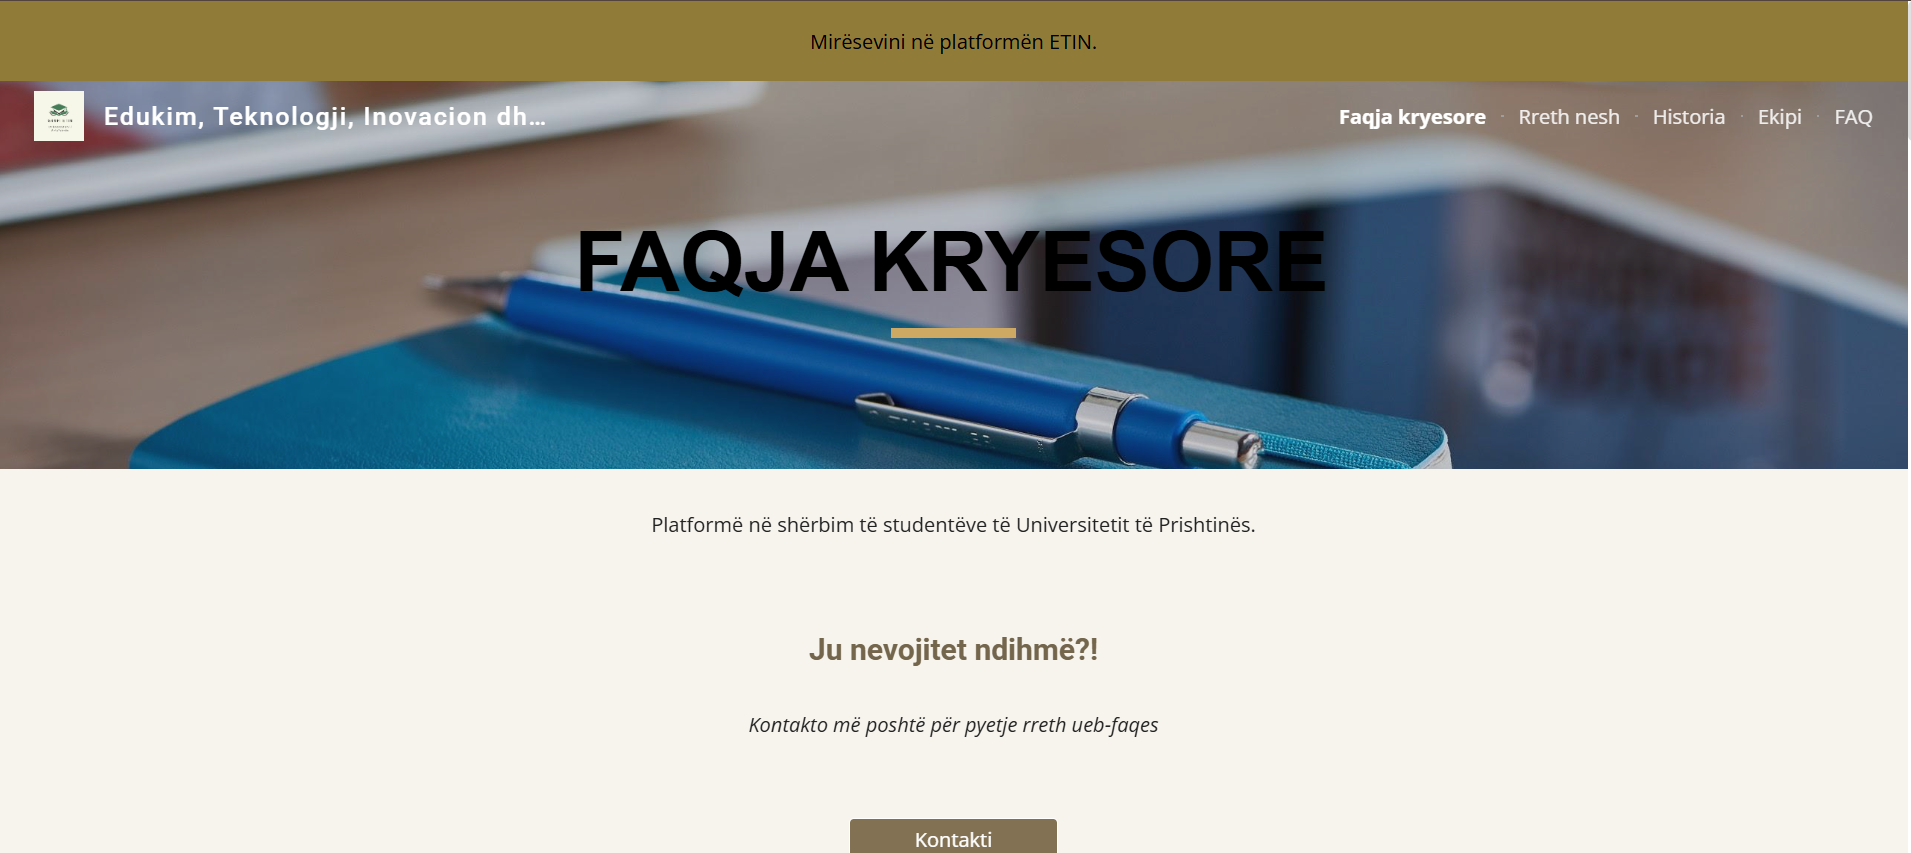 Mirësevini në platformën ETIN.
Edukim, Teknologji, Inovacion dh...
Faqja kryesore · Rreth nesh · Historia · Ekipi · FAQ
FAQJA KRYESORE
Platformë në shërbim të studentëve të Universitetit të Prishtinës.
Ju nevojitet ndihmë?!
Kontakto më poshtë për pyetje rreth ueb-faqes
Kontakti